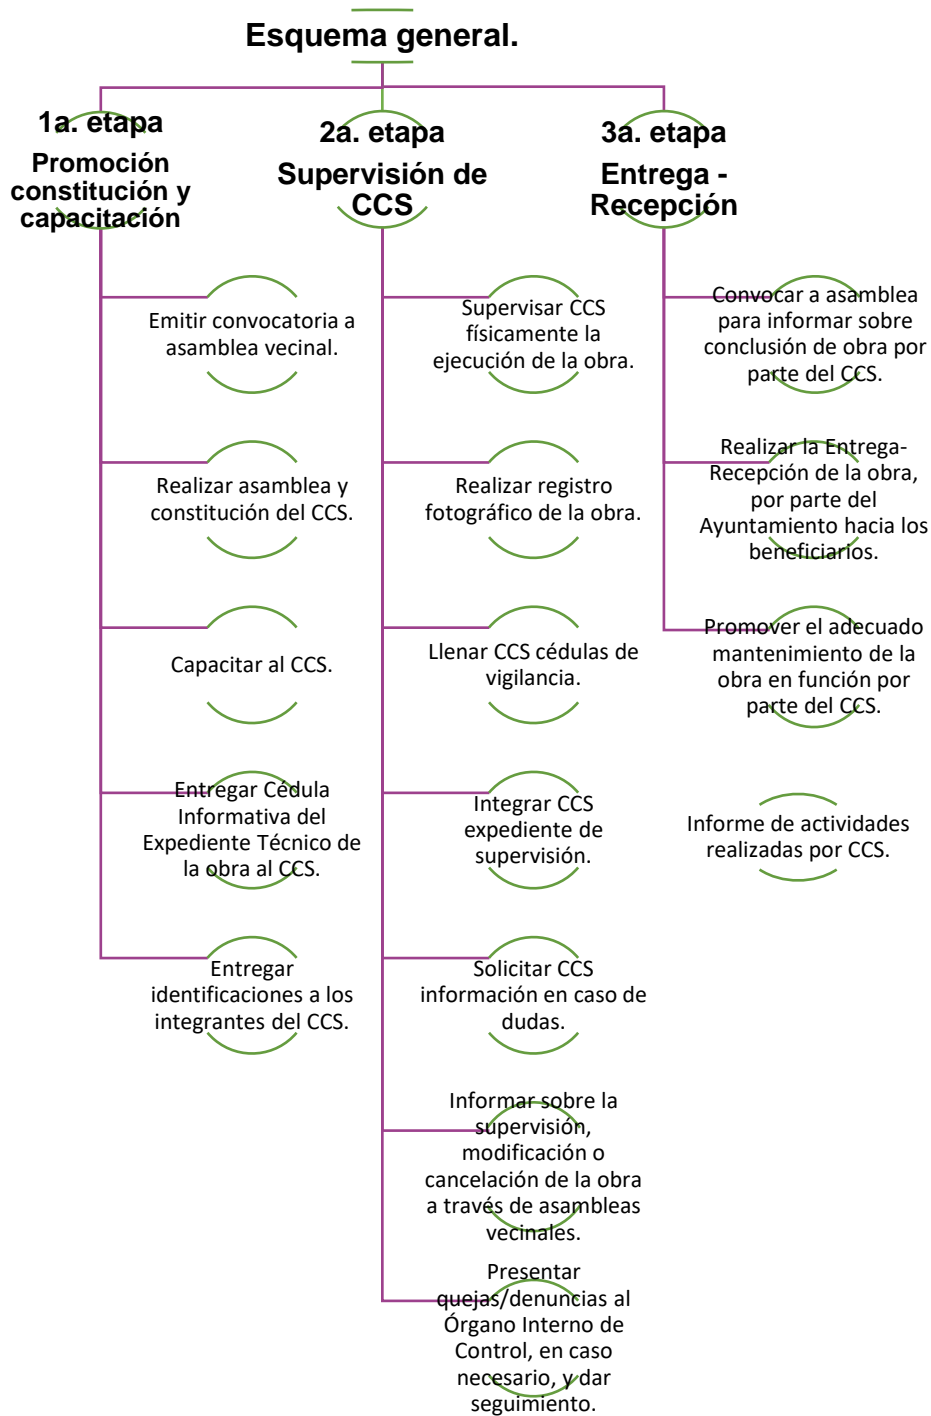 Esquema general.
1a. etapa
Promoción
constitución y
capacitación
Emitir convocatoria a
asamblea vecinal.
Realizar asamblea y
constitución del CCS.
Capacitar al CCS.
Entregar Cédula
Informativa del
Expediente Técnico de
la obra al CCS.
Entregar
identificaciones a los
integrantes del CCS.
2a. etapa
Supervisión de
CCS
Supervisar CCS
físicamente la
ejecución de la obra.
Realizar registro
fotográfico de la obra.
Llenar CCS cédulas de
vigilancia.
Integrar CCS
expediente de
supervisión.
Solicitar CCS
información en caso de
dudas.
Informar sobre la
supervisión,
modificación o
cancelación de la obra
a través de asambleas
vecinales.
Presentar
quejas/denuncias al
Órgano Interno de
Control, en caso
necesario, y dar
seguimiento.
3a. etapa
Entrega -
Recepción
Convocar a asamblea
para informar sobre
conclusión de obra por
parte del CCS.
Realizar la Entrega-
Recepción de la obra,
por parte del
Ayuntamiento hacia los
beneficiarios.
Promover el adecuado
mantenimiento de la
obra en función por
parte del CCS.
Informe de actividades
realizadas por CCS.